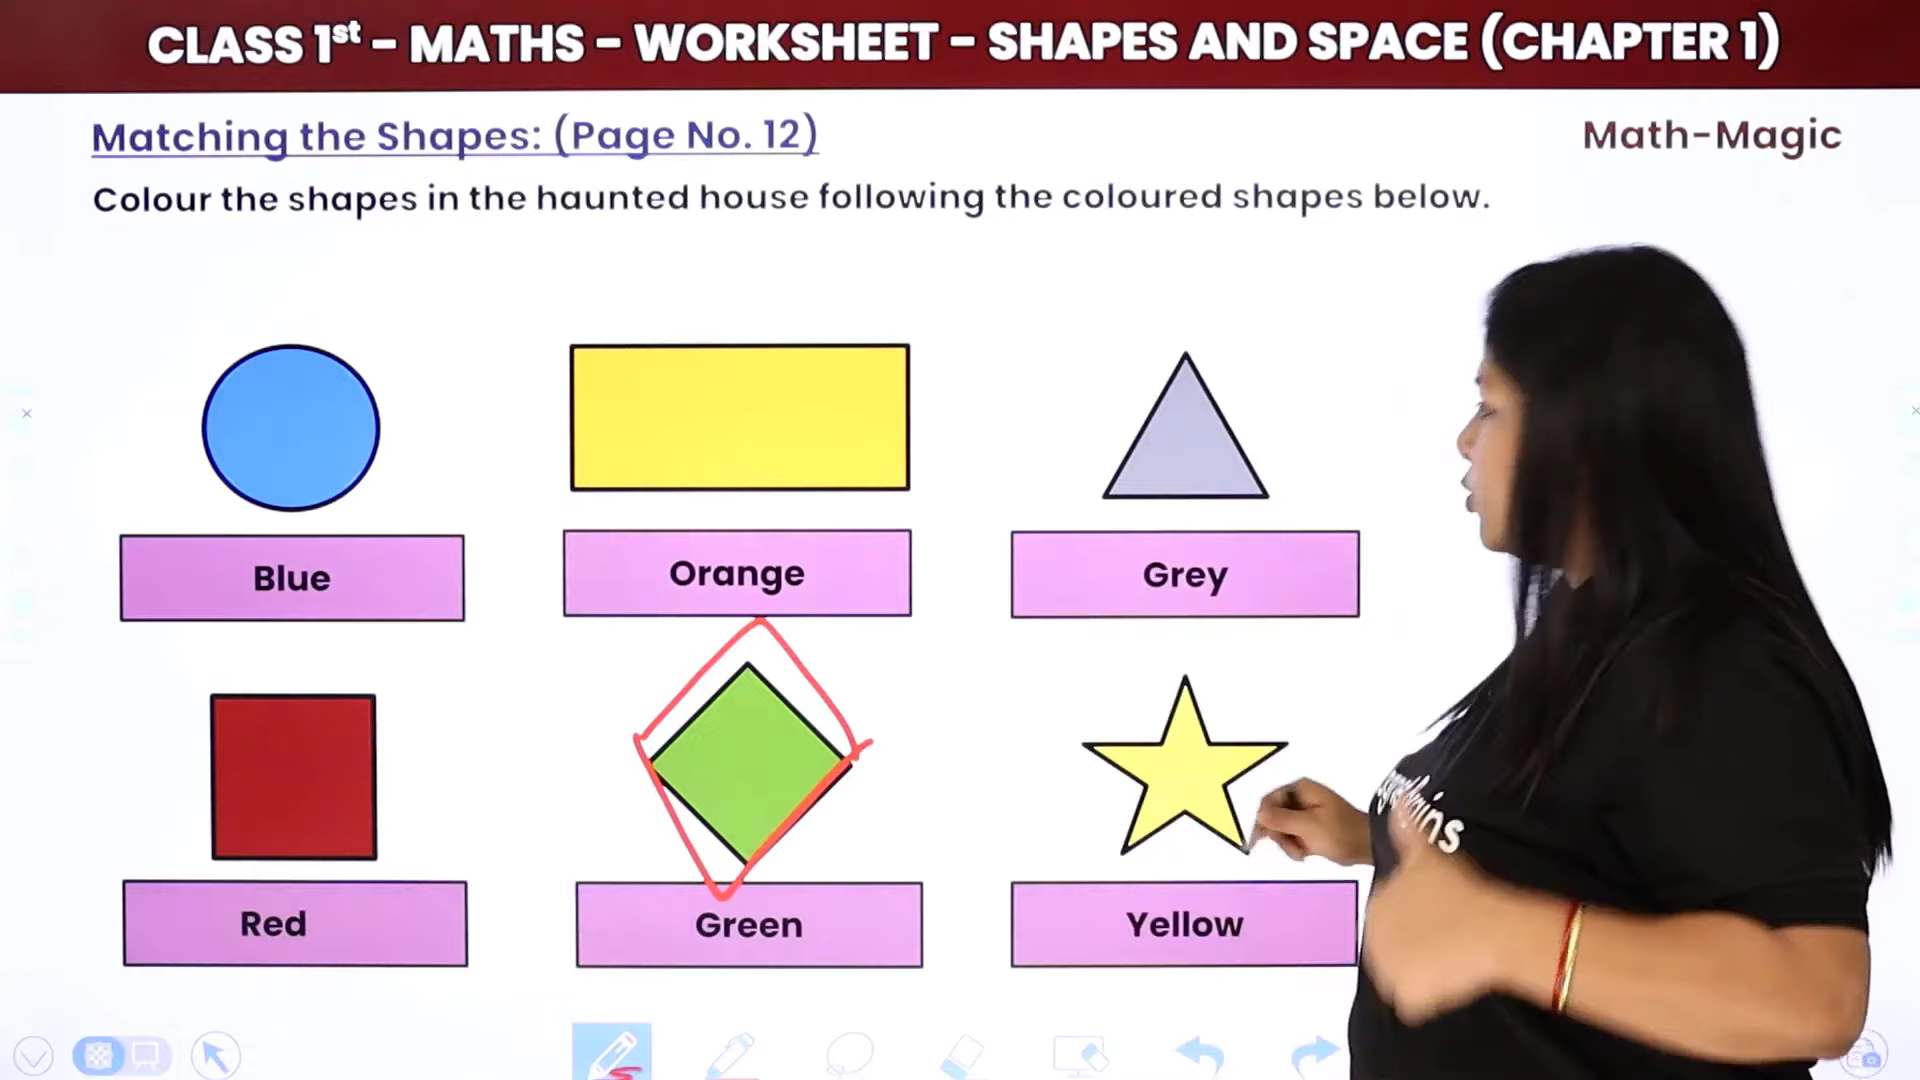 CLASS 1st - MATHS - WORKSHEET - SHAPES AND SPACE (CHAPTER 1)
Matching the Shapes: (Page No. 12)
Math-Magic
Colour the shapes in the haunted house following the coloured shapes below.
Blue
Orange
Grey
Red
Green
Yellow